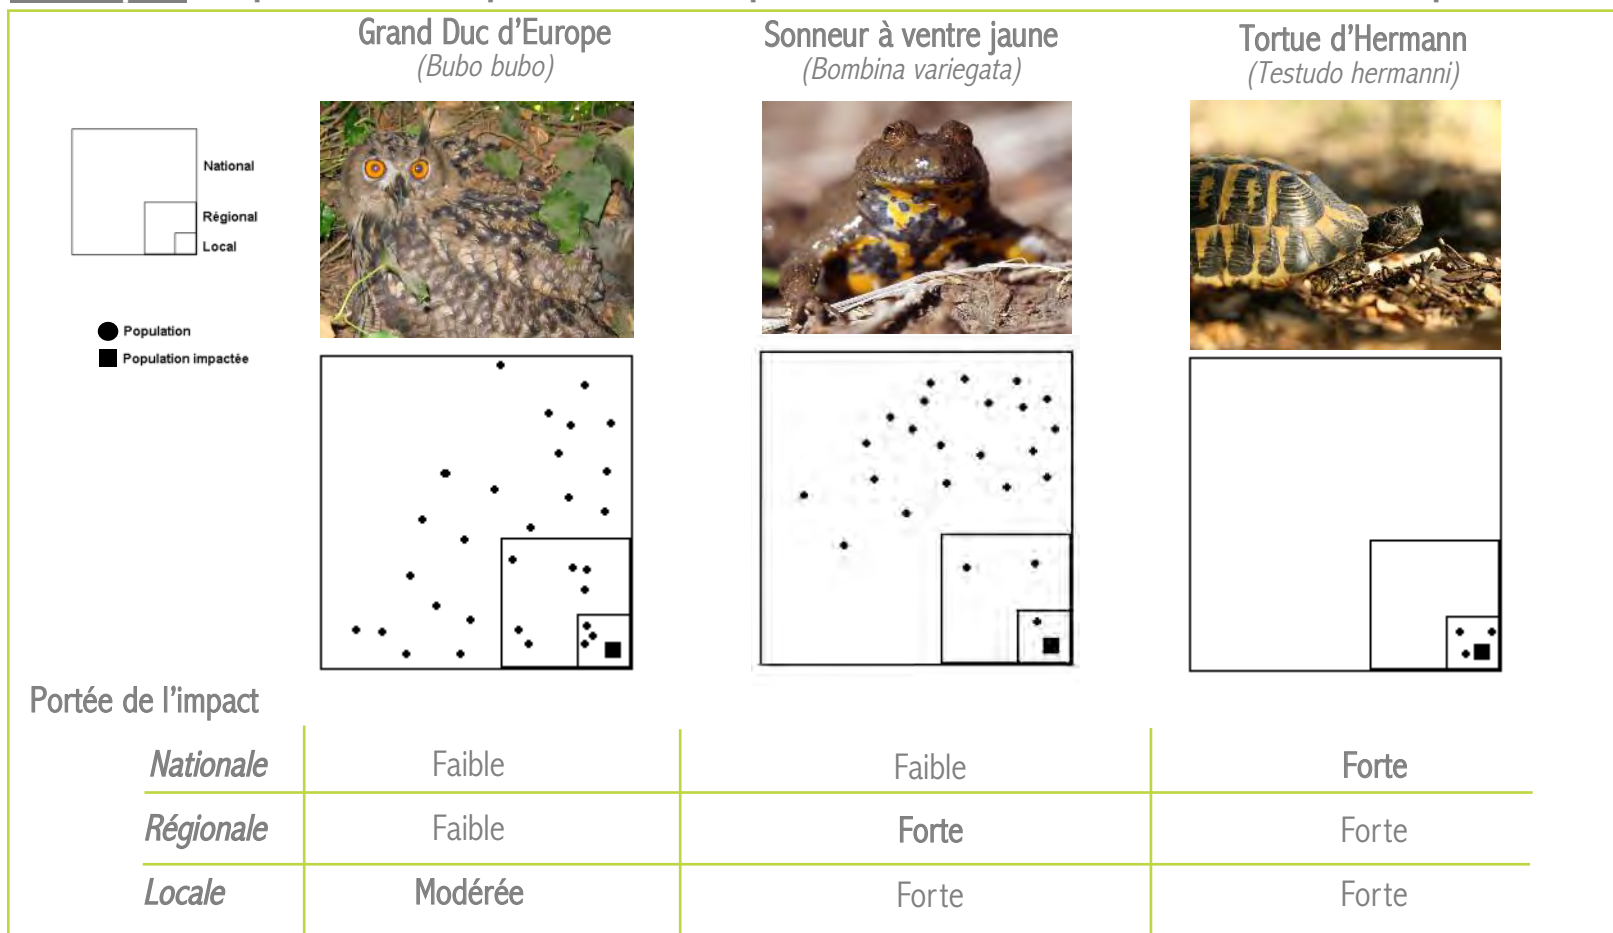 Grand Duc d'Europe
(Bubo bubo)
Sonneur à ventre jaune
(Bombina variegata)
Tortue d'Hermann
(Testudo hermanni)
National
Régional
Local
Population
Population impactée
Portée de l'impact
Nationale Faible Faible Forte
Régionale Faible Forte Forte
Locale Modérée Forte Forte